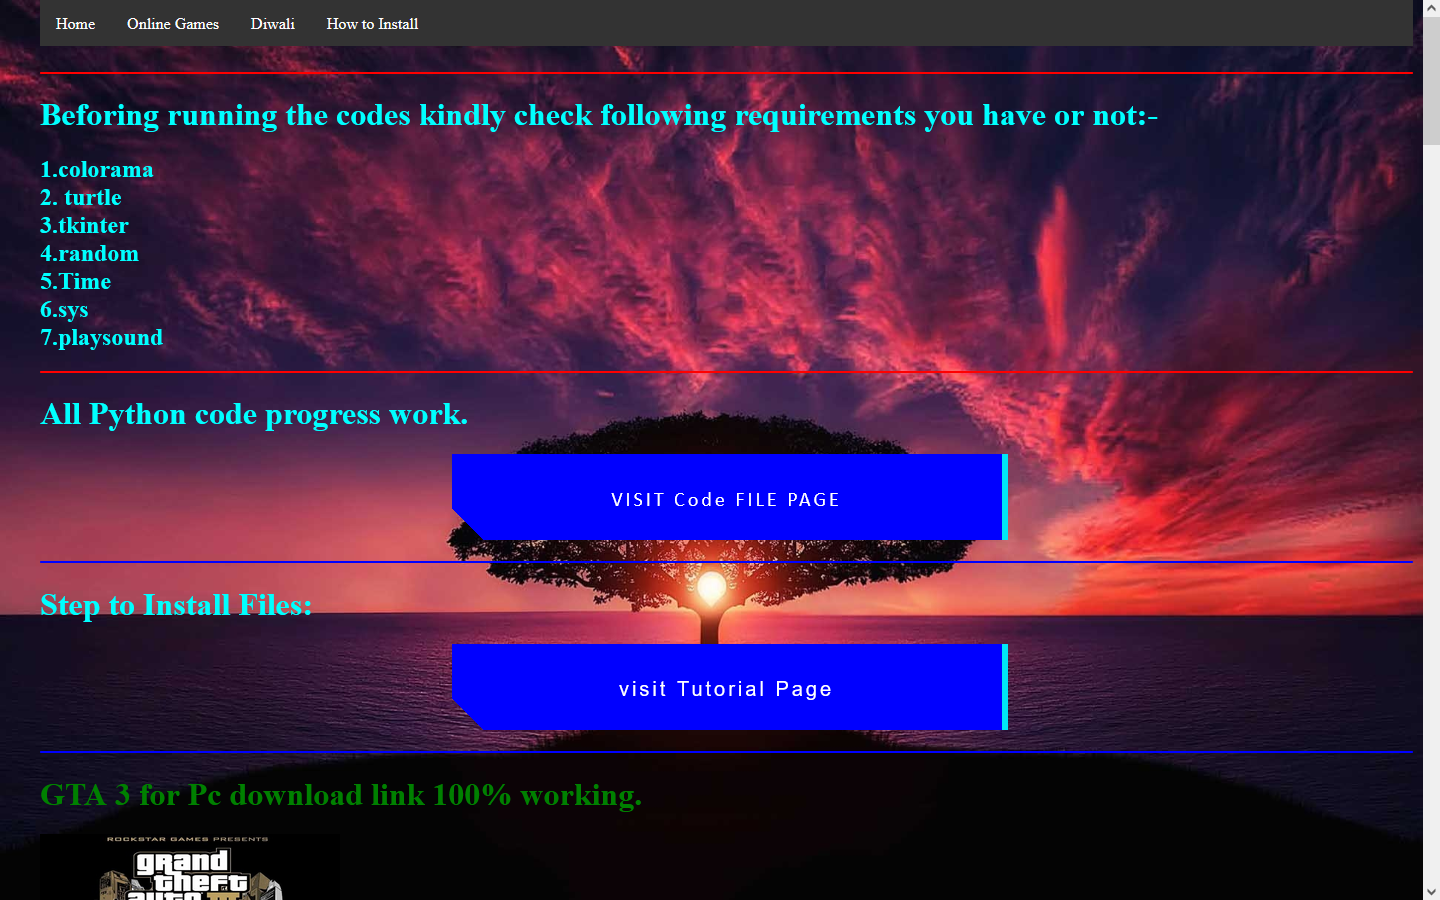 Home
Online Games
Diwali
How to Install
Beforing running the codes kindly check following requirements you have or not:-
1.colorama
2. turtle
3.tkinter
4.random
5.Time
6.sys
7.playsound
All Python code progress work.
VISIT Code FILE PAGE
Step to Install Files:
visit Tutorial Page
GTA 3 for Pc download link 100% working.
ROCKSTAR GAMES PRESENTS
grand
theft
auto III